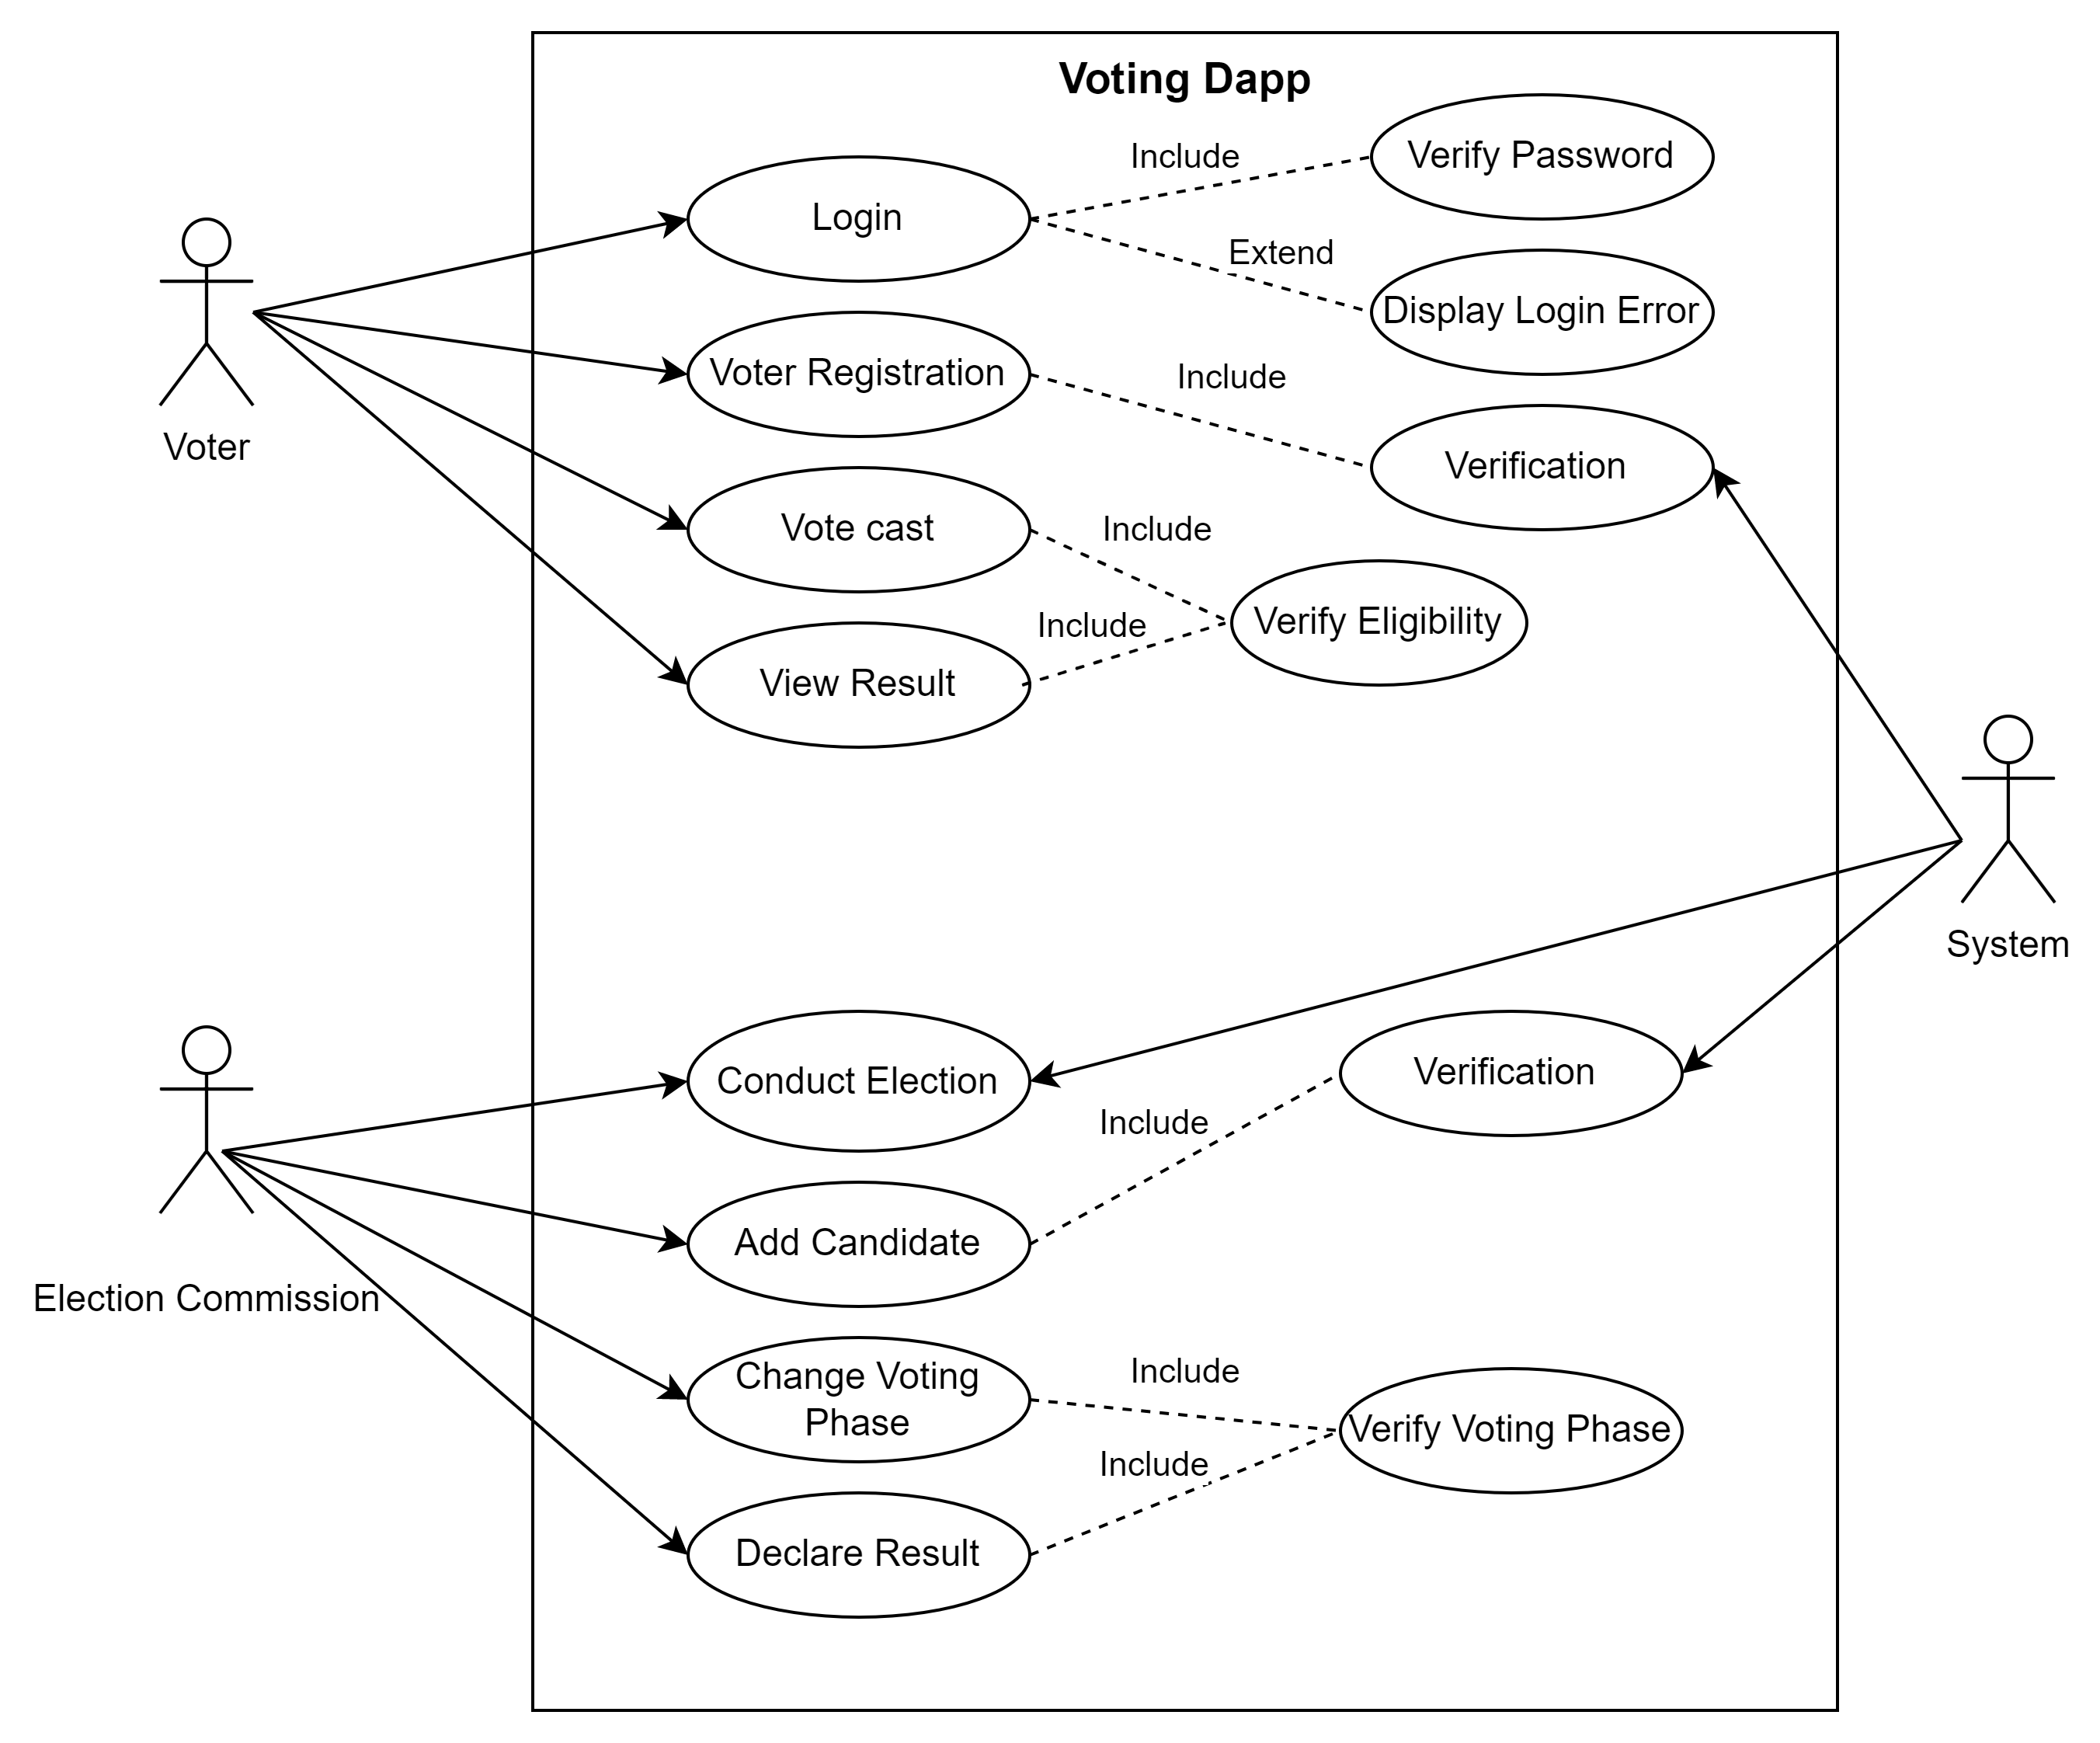 Voting Dapp
Include
Verify Password
Login
Extend
Display Login Error
Voter Registration
Include
Voter
Verification
Vote cast
Include
Include
Verify Eligibility
View Result
System
Conduct Election
Verification
Include
Add Candidate
Election Commission
Change Voting
Phase
Include
Verify Voting Phase
Include
Declare Result